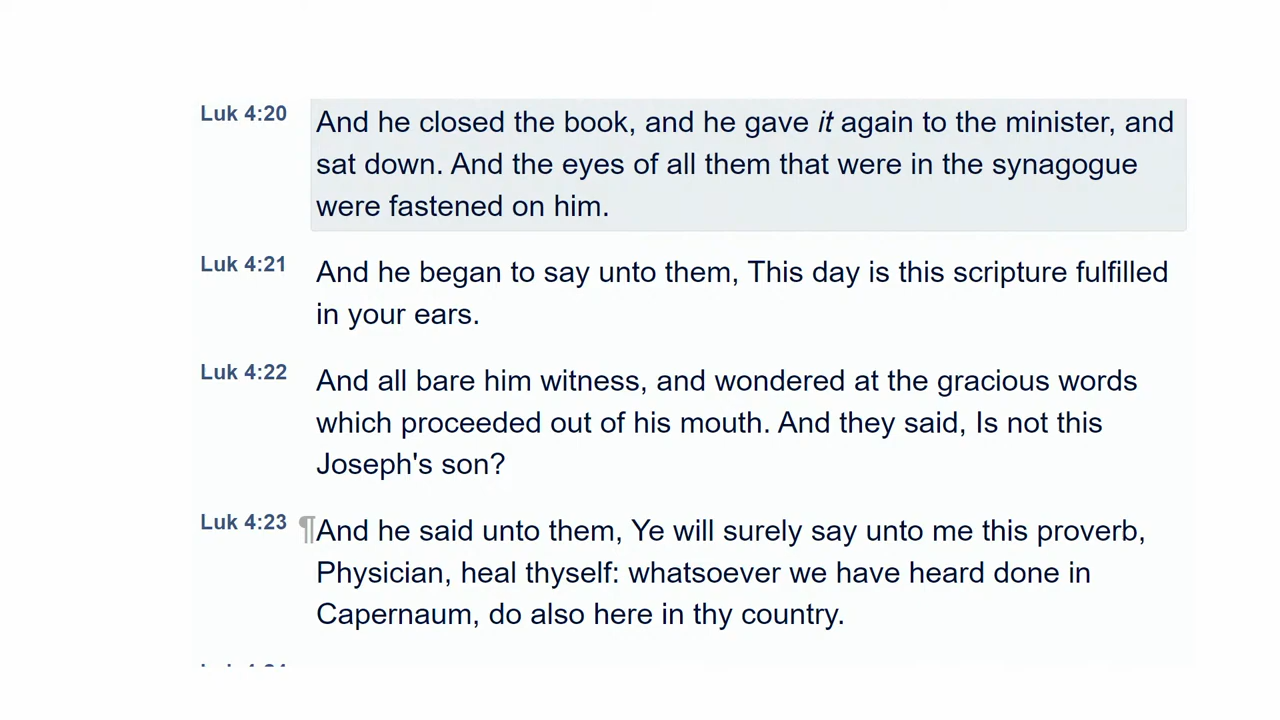 Luk 4:20 And he closed the book, and he gave it again to the minister, and
sat down. And the eyes of all them that were in the synagogue
were fastened on him.
Luk 4:21 And he began to say unto them, This day is this scripture fulfilled
in your ears.
Luk 4:22 And all bare him witness, and wondered at the gracious words
which proceeded out of his mouth. And they said, Is not this
Joseph's son?
Luk 4:23 ¶And he said unto them, Ye will surely say unto me this proverb,
Physician, heal thyself: whatsoever we have heard done in
Capernaum, do also here in thy country.